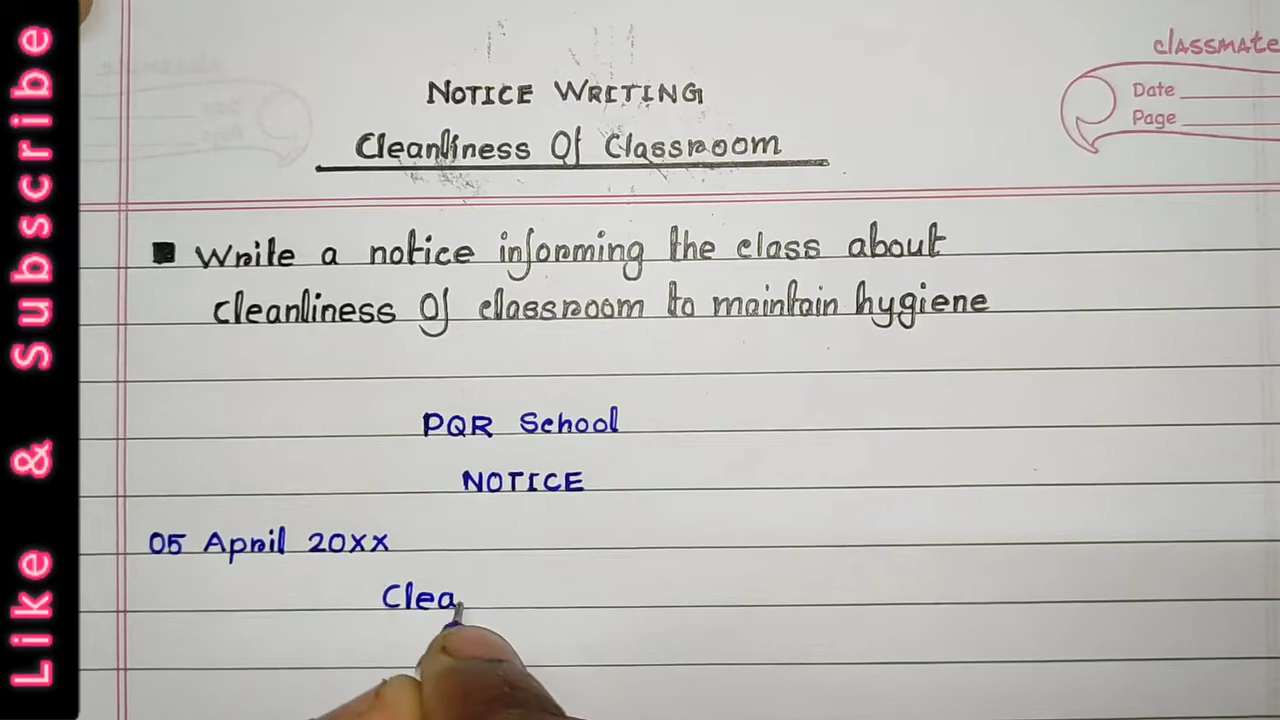 Like & Subscribe
classmate
Date
Page
NOTICE WRITING
Cleanliness Of Classroom
Write a notice informing the class about
cleanliness Of classroom to maintain hygiene
PQR School
NOTICE
05 April 20XX
Clea